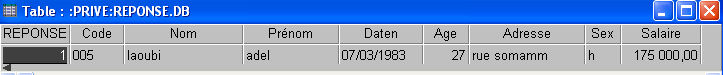 Table : :PRIVE:REPONSE.DB
REPONSE Code Nom Prénom Daten Age Adresse Sex Salaire
1 005 laoubi adel 07/03/1983 27 rue somamm h 175 000,00